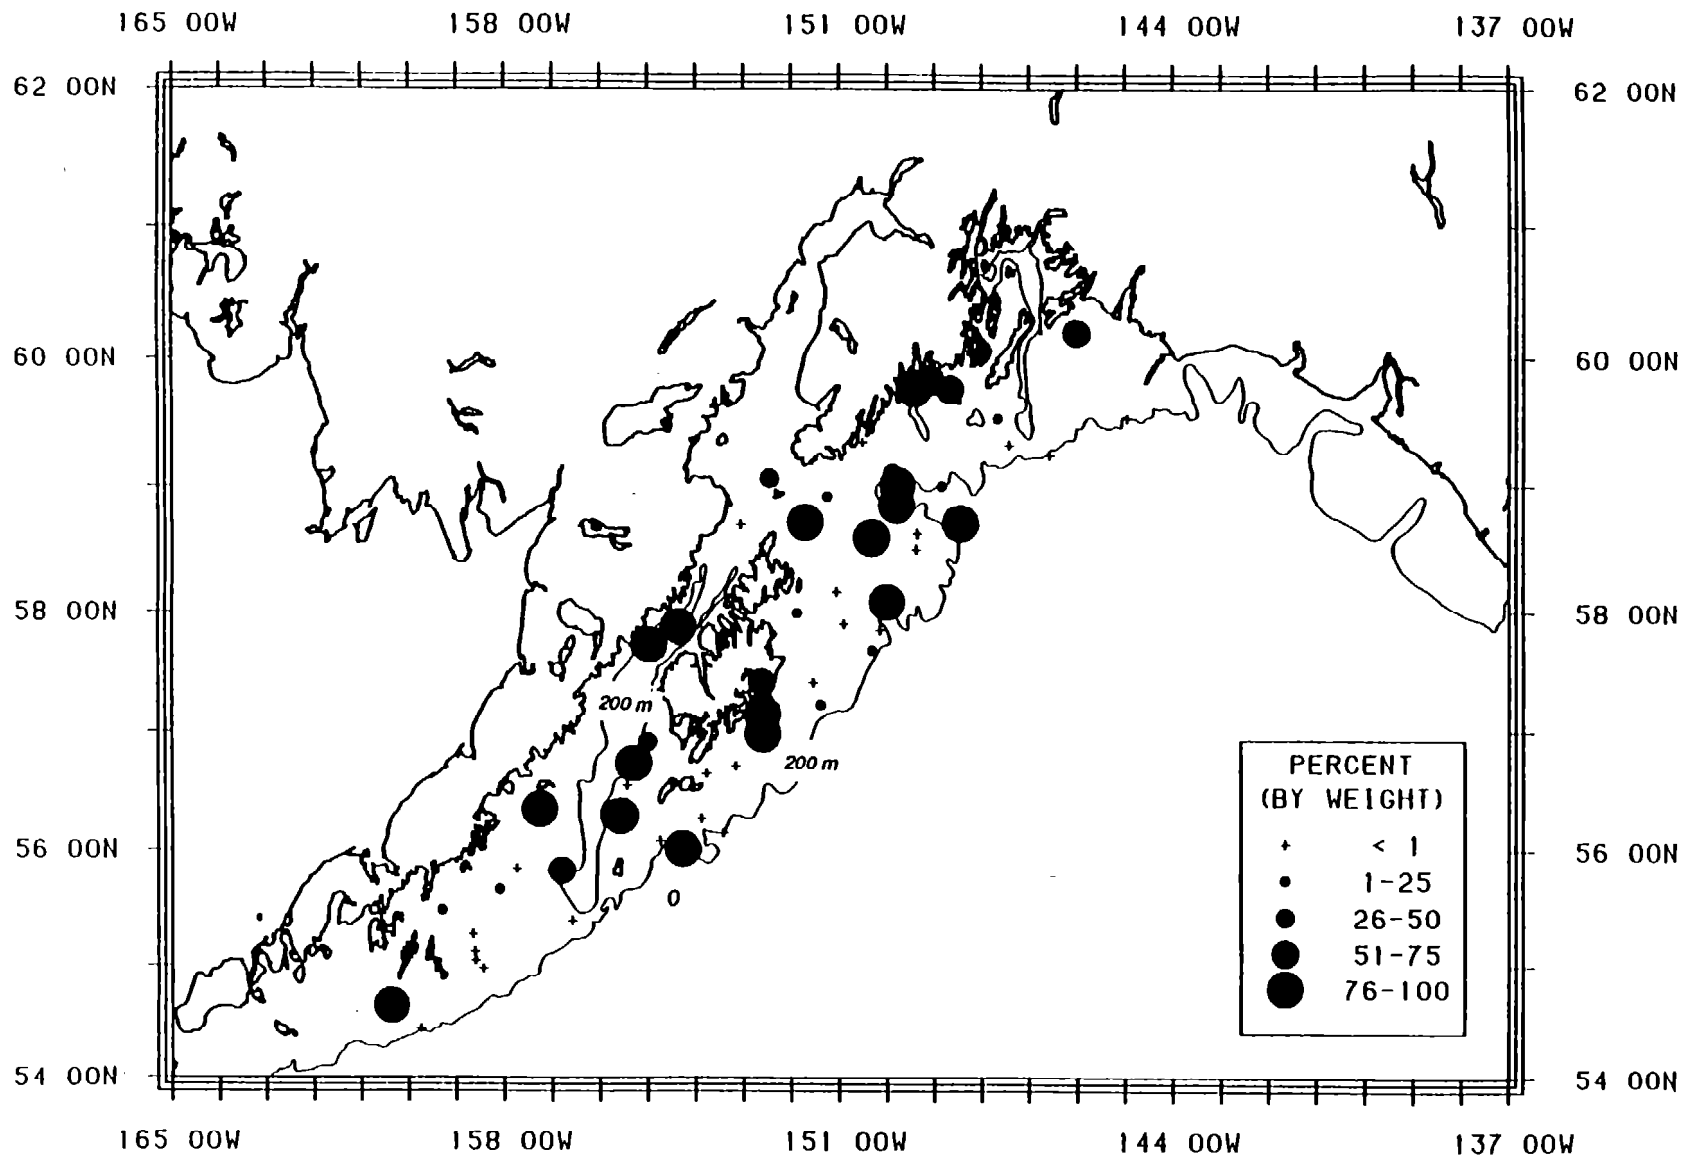 165 00W 158 00W 151 00W 144 00W 137 00W
62 00N 62 00N
60 00N 60 00N
58 00N 58 00N
200 m
200 m
PERCENT
(BY WEIGHT)
+ < 1
1-25
26-50
51-75
76-100
56 00N 56 00N
54 00N 54 00N
165 00W 158 00W 151 00W 144 00W 137 00W